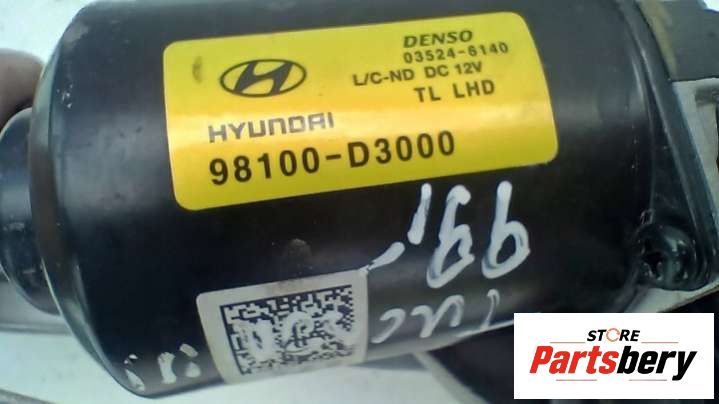 DENSO
03524-6140
L/C-ND DC 12V
TL LHD
HYUNDAI
98100-D3000
STORE
Partsbery